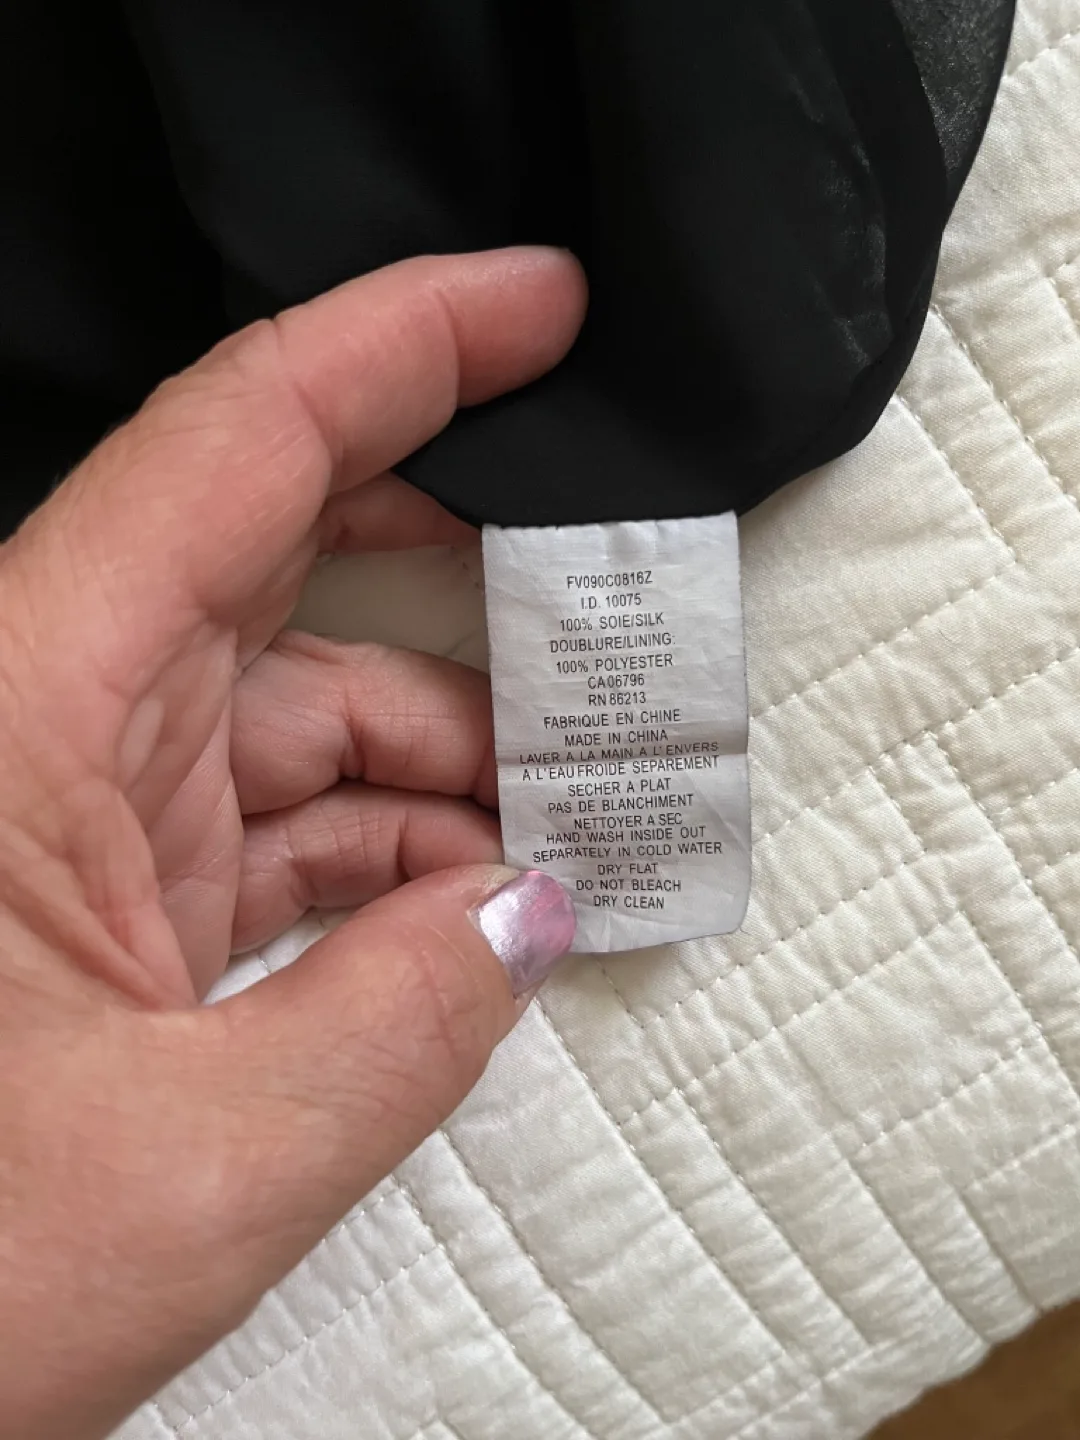 FV090C0816Z
I.D. 10075
100% SOIE/SILK
DOUBLURE/LINING:
100% POLYESTER
CA06796
RN86213
FABRIQUE EN CHINE
MADE IN CHINA
LAVER A LA MAIN A L'ENVERS
A L'EAU FROIDE SEPAREMENT
SECHER A PLAT
PAS DE BLANCHIMENT
NETTOYER A SEC
HAND WASH INSIDE OUT
SEPARATELY IN COLD WATER
DRY FLAT
DO NOT BLEACH
DRY CLEAN